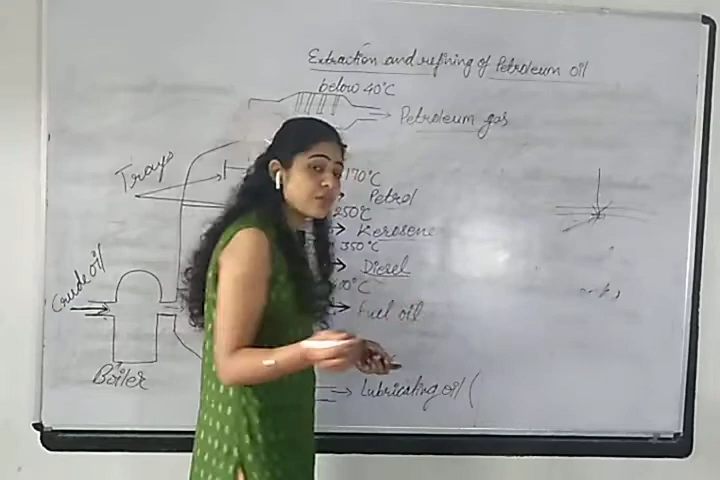 Extraction and refining of Petroleum oil
below 40°C
Petroleum gas
Trays
170°C
Petrol
250°C
Kerosene
350°C
Diesel
Crude oil
Fuel oil
Boiler
Lubricating oil (